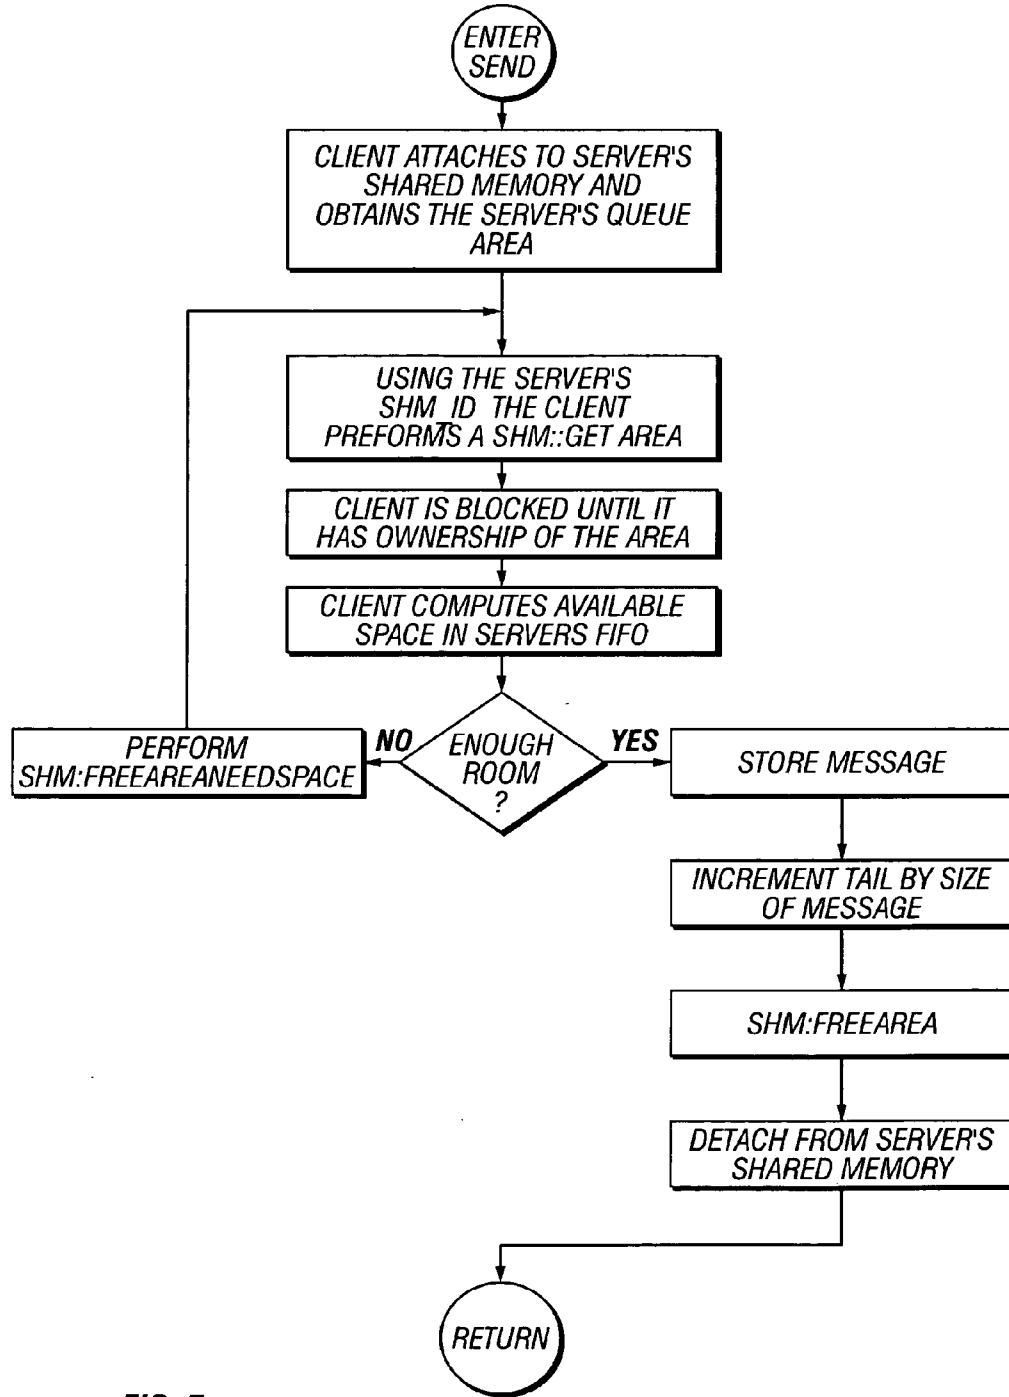 ENTER
SEND
CLIENT ATTACHES TO SERVER'S
SHARED MEMORY AND
OBTAINS THE SERVER'S QUEUE
AREA
USING THE SERVER'S
SHM_ID THE CLIENT
PREFORMS A SHM::GET AREA
CLIENT IS BLOCKED UNTIL IT
HAS OWNERSHIP OF THE AREA
CLIENT COMPUTES AVAILABLE
SPACE IN SERVERS FIFO
ENOUGH
ROOM
?
NO
PERFORM
SHM:FREEAREANEEDSPACE
YES
STORE MESSAGE
INCREMENT TAIL BY SIZE
OF MESSAGE
SHM:FREEAREA
DETACH FROM SERVER'S
SHARED MEMORY
RETURN